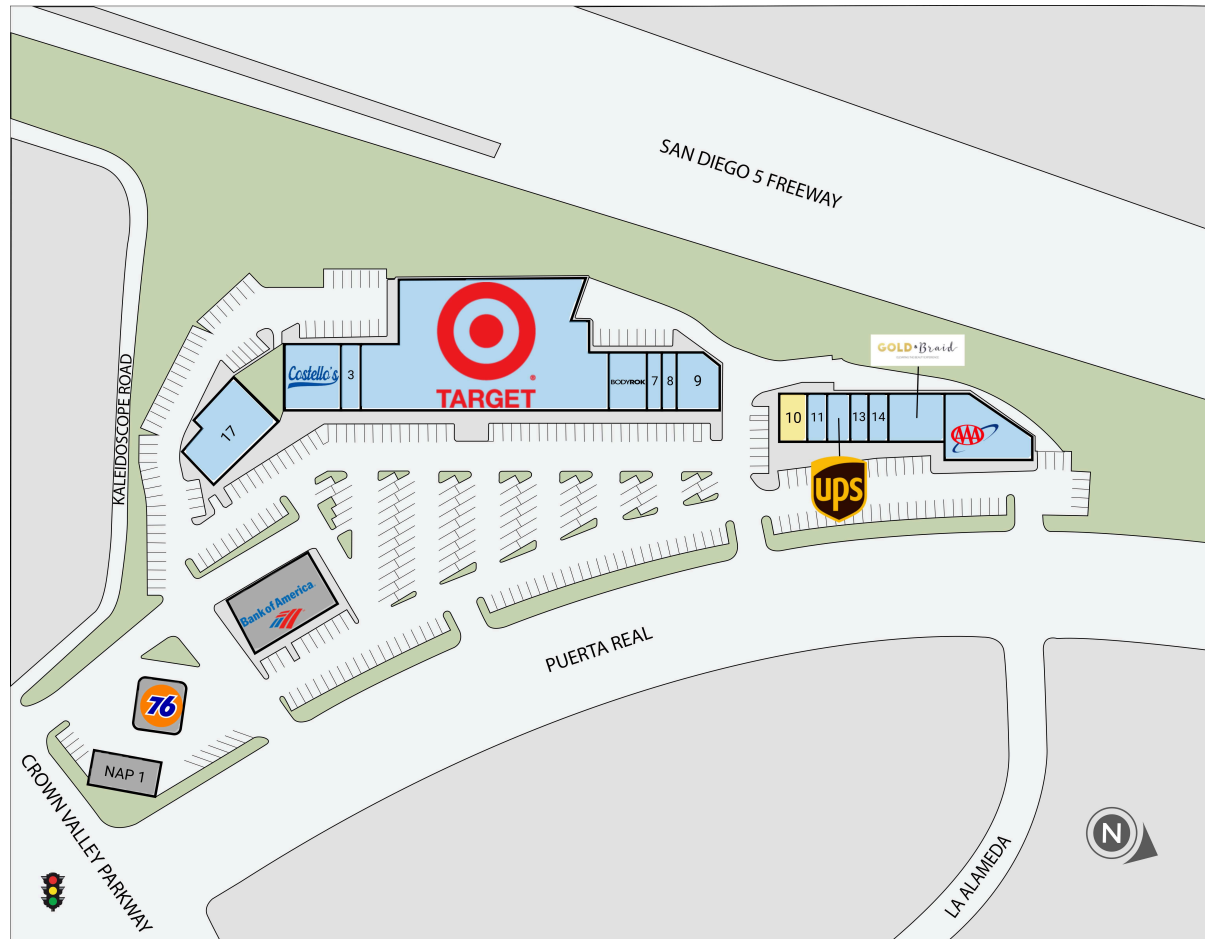 SAN DIEGO 5 FREEWAY
KALEIDOSCOPE ROAD
GOLD Braid
Costello's
3
TARGET
BODYROK
7
8
9
10
11
13
14
AAA
17
ups
Bank of America
PUERTA REAL
76
NAP 1
CROWN VALLEY PARKWAY
LA ALAMEDA
N